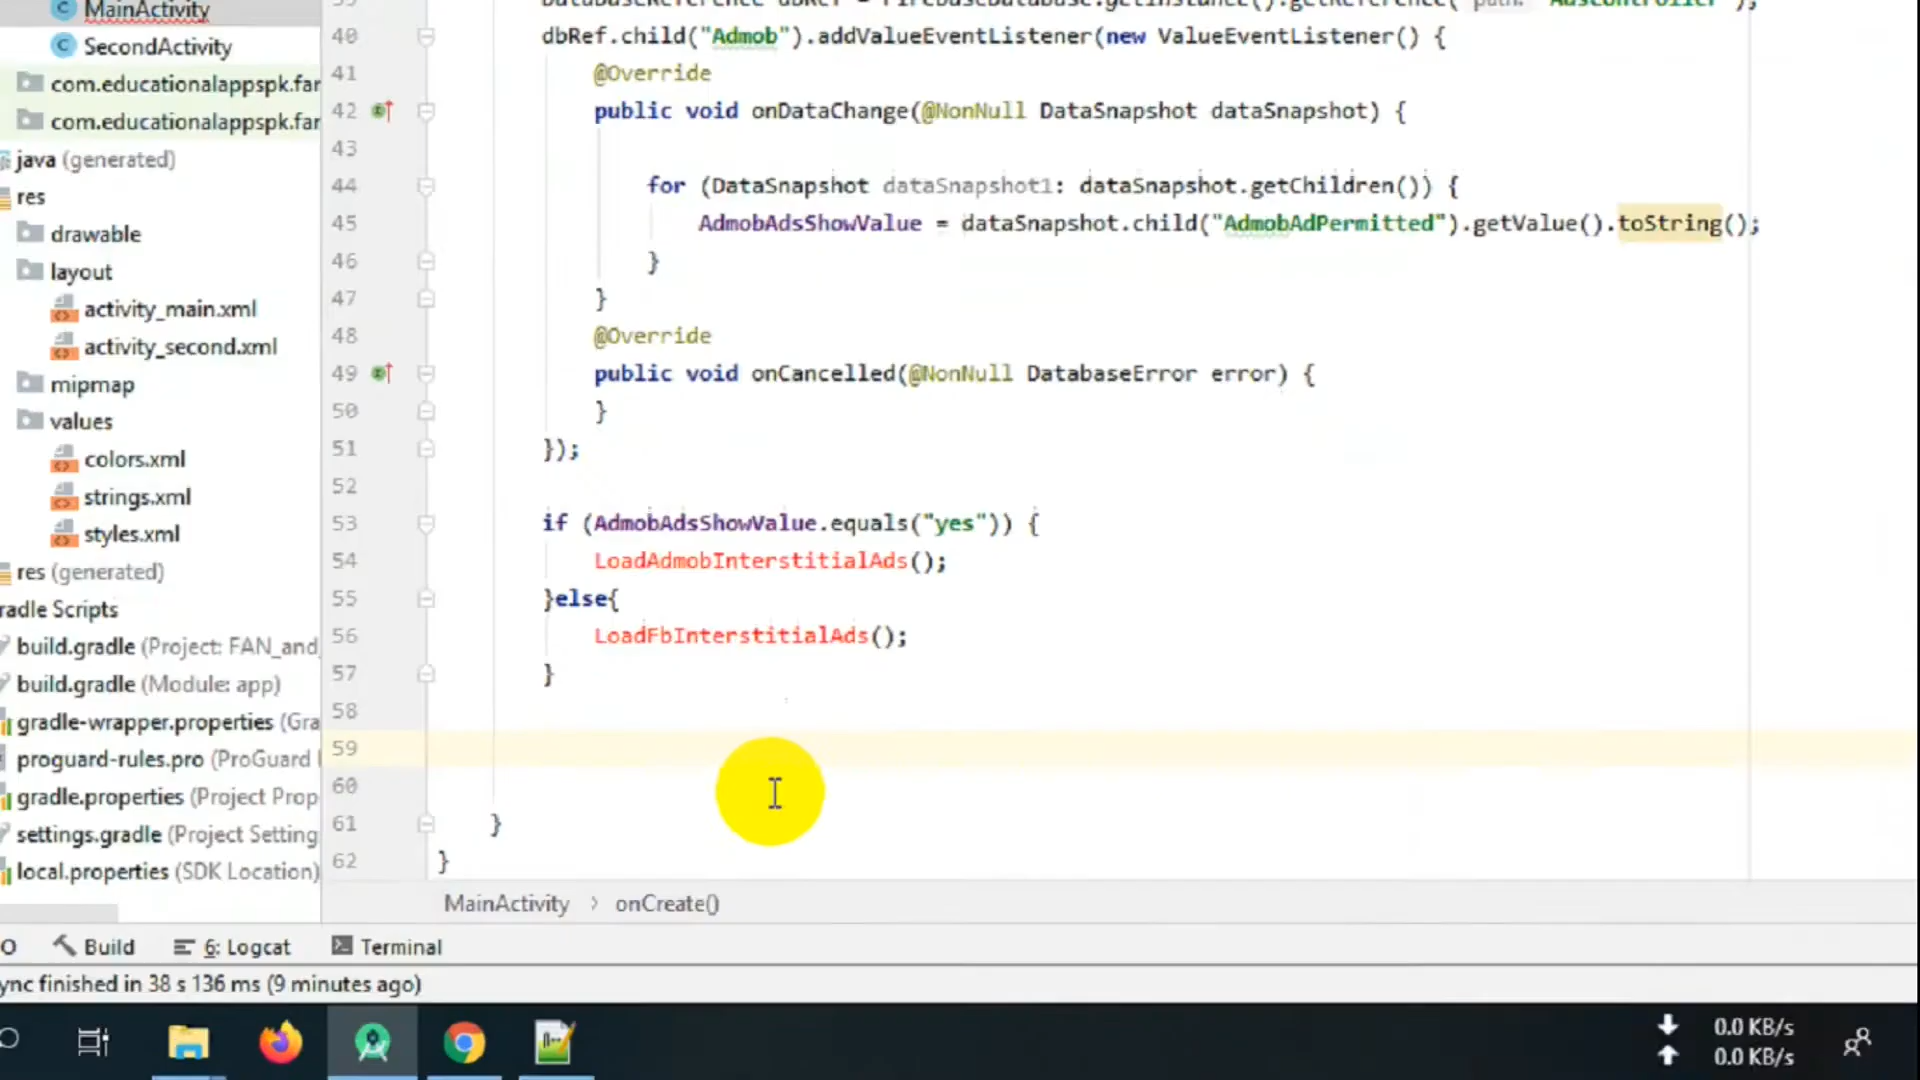 MainActivity
SecondActivity
com.educationalappspk.far
com.educationalappspk.far
java (generated)
res
drawable
layout
activity_main.xml
activity_second.xml
mipmap
values
colors.xml
strings.xml
styles.xml
res (generated)
radle Scripts
build.gradle (Project: FAN_and_
build.gradle (Module: app)
gradle-wrapper.properties (Gra
proguard-rules.pro (ProGuard
gradle.properties (Project Prop
settings.gradle (Project Setting
local.properties (SDK Location)
40 dbRef.child("Admob").addValueEventListener(new ValueEventListener() {
41 @Override
42 public void onDataChange(@NonNull DataSnapshot dataSnapshot) {
43
44 for (DataSnapshot dataSnapshot1: dataSnapshot.getChildren()) {
45 AdmobAdsShowValue = dataSnapshot.child("AdmobAdPermitted").getValue().toString();
46 }
47 }
48 @Override
49 public void onCancelled(@NonNull DatabaseError error) {
50 }
51 });
52
53 if (AdmobAdsShowValue.equals("yes")) {
54 LoadAdmobInterstitialAds();
55 }else{
56 LoadFbInterstitialAds();
57 }
58
59
60
61 }
62 }
MainActivity > onCreate()
O Build 6: Logcat Terminal
ync finished in 38 s 136 ms (9 minutes ago)
0.0 KB/s
0.0 KB/s